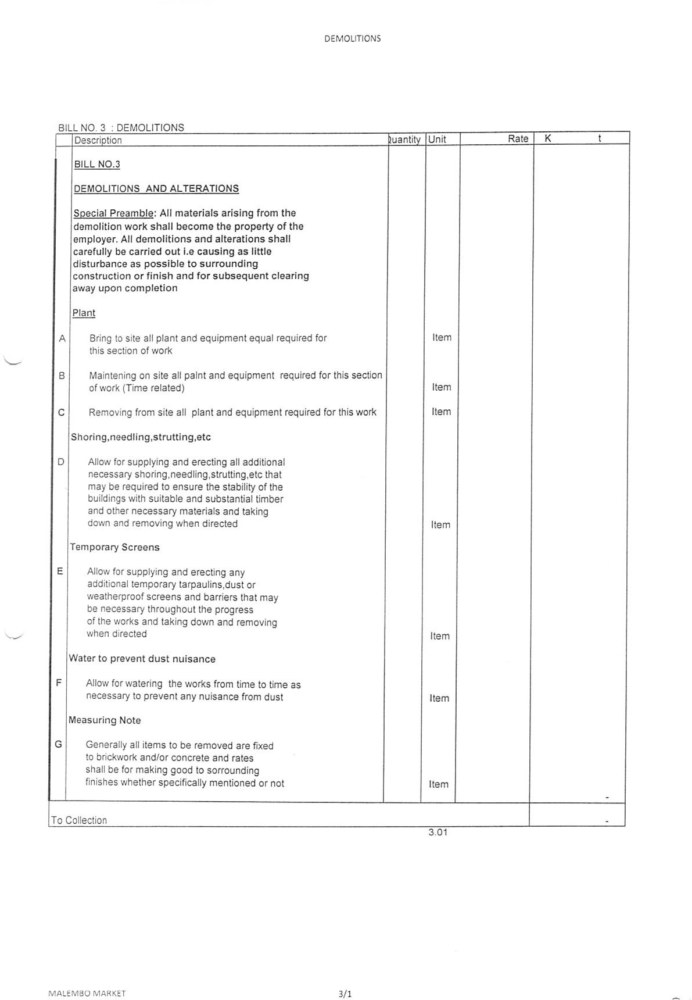 DEMOLITIONS
BILL NO. 3 : DEMOLITIONS
Description uantity Unit Rate K t
BILL NO.3
DEMOLITIONS AND ALTERATIONS
Special Preamble: All materials arising from the
demolition work shall become the property of the
employer. All demolitions and alterations shall
carefully be carried out i.e causing as little
disturbance as possible to surrounding
construction or finish and for subsequent clearing
away upon completion
Plant
A Bring to site all plant and equipment equal required for Item
this section of work
B Maintening on site all palnt and equipment required for this section
of work (Time related) Item
C Removing from site all plant and equipment required for this work Item
Shoring,needling,strutting,etc
D Allow for supplying and erecting all additional
necessary shoring,needling,strutting,etc that
may be required to ensure the stability of the
buildings with suitable and substantial timber
and other necessary materials and taking
down and removing when directed Item
Temporary Screens
E Allow for supplying and erecting any
additional temporary tarpaulins,dust or
weatherproof screens and barriers that may
be necessary throughout the progress
of the works and taking down and removing
when directed Item
Water to prevent dust nuisance
F Allow for watering the works from time to time as
necessary to prevent any nuisance from dust Item
Measuring Note
G Generally all items to be removed are fixed
to brickwork and/or concrete and rates
shall be for making good to sorrounding
finishes whether specifically mentioned or not Item
-
To Collection -
3.01
MALEMBO MARKET 3/1